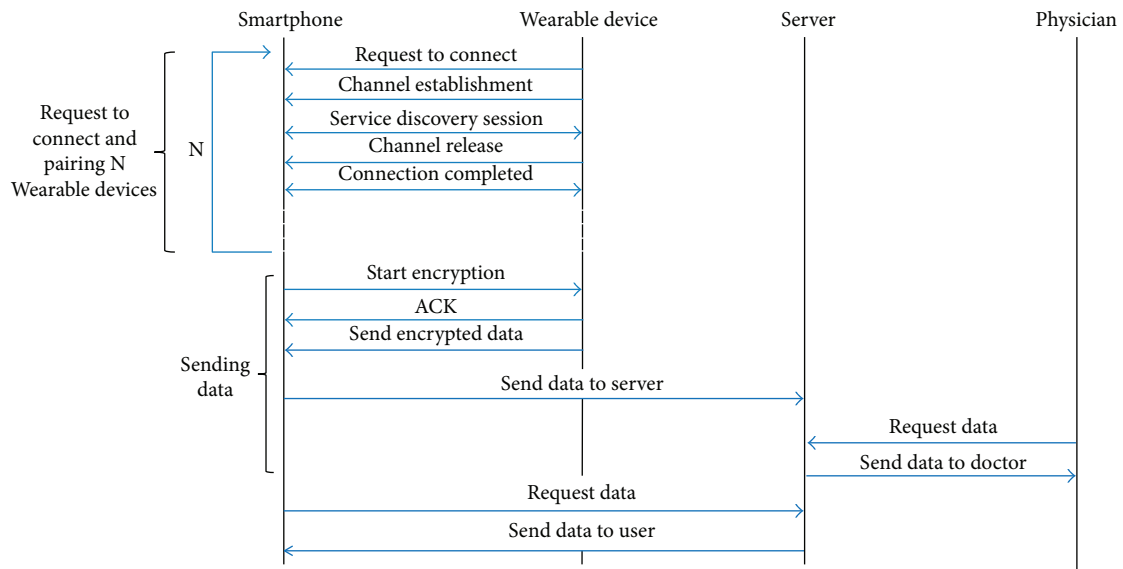 Smartphone
Wearable device
Server
Physician
Request to connect
Channel establishment
Service discovery session
Channel release
Connection completed
Request to
connect and
pairing N
Wearable devices
N
Start encryption
ACK
Send encrypted data
Sending
data
Send data to server
Request data
Send data to doctor
Request data
Send data to user